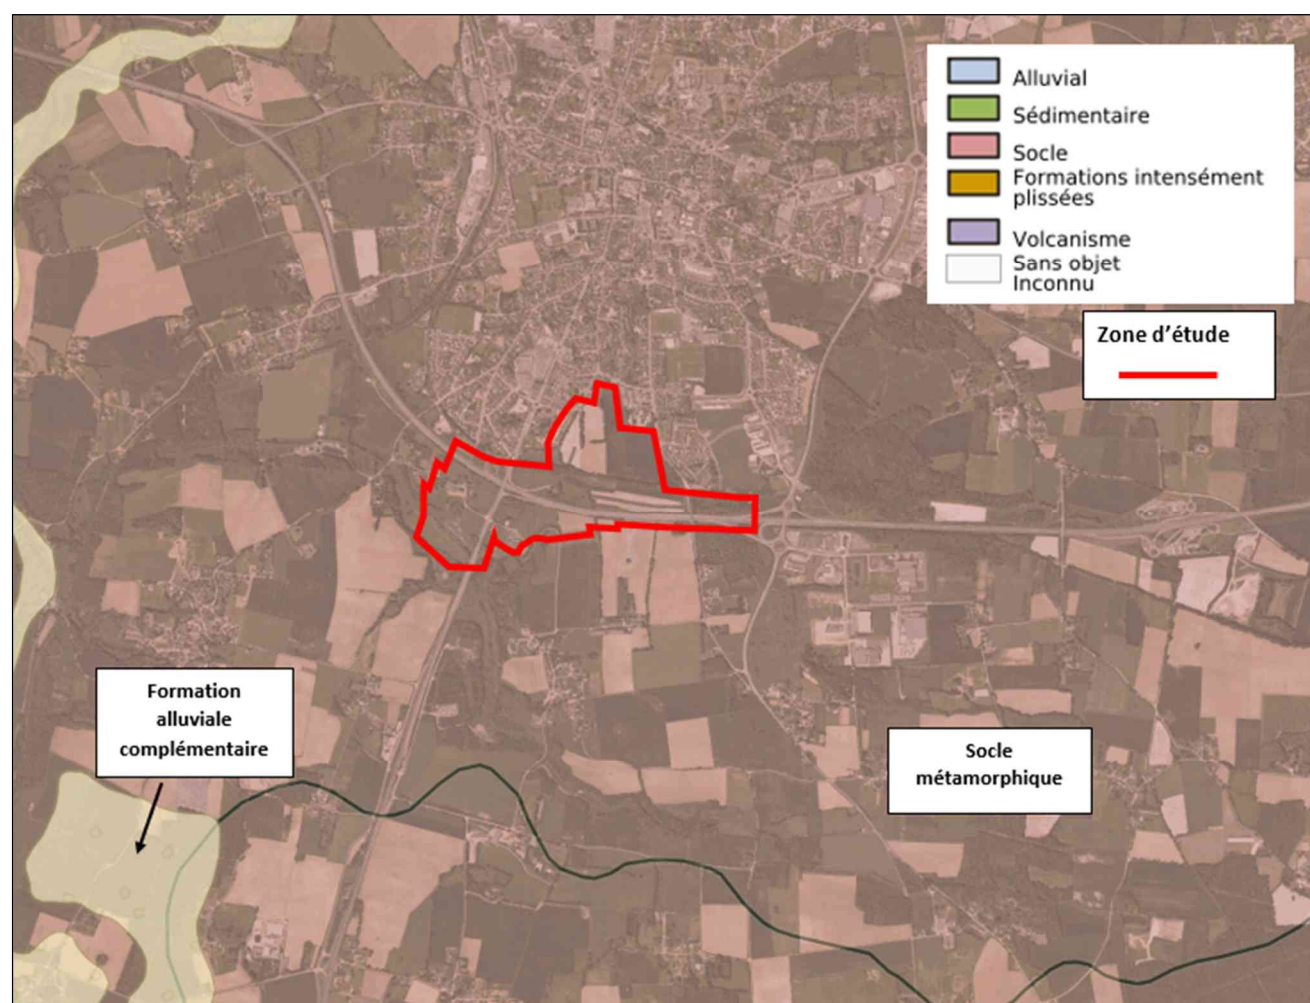 Alluvial
Sédimentaire
Socle
Formations intensément
plissées
Volcanisme
Sans objet
Inconnu
Zone d’étude
Formation
alluviale
complémentaire
Socle
métamorphique